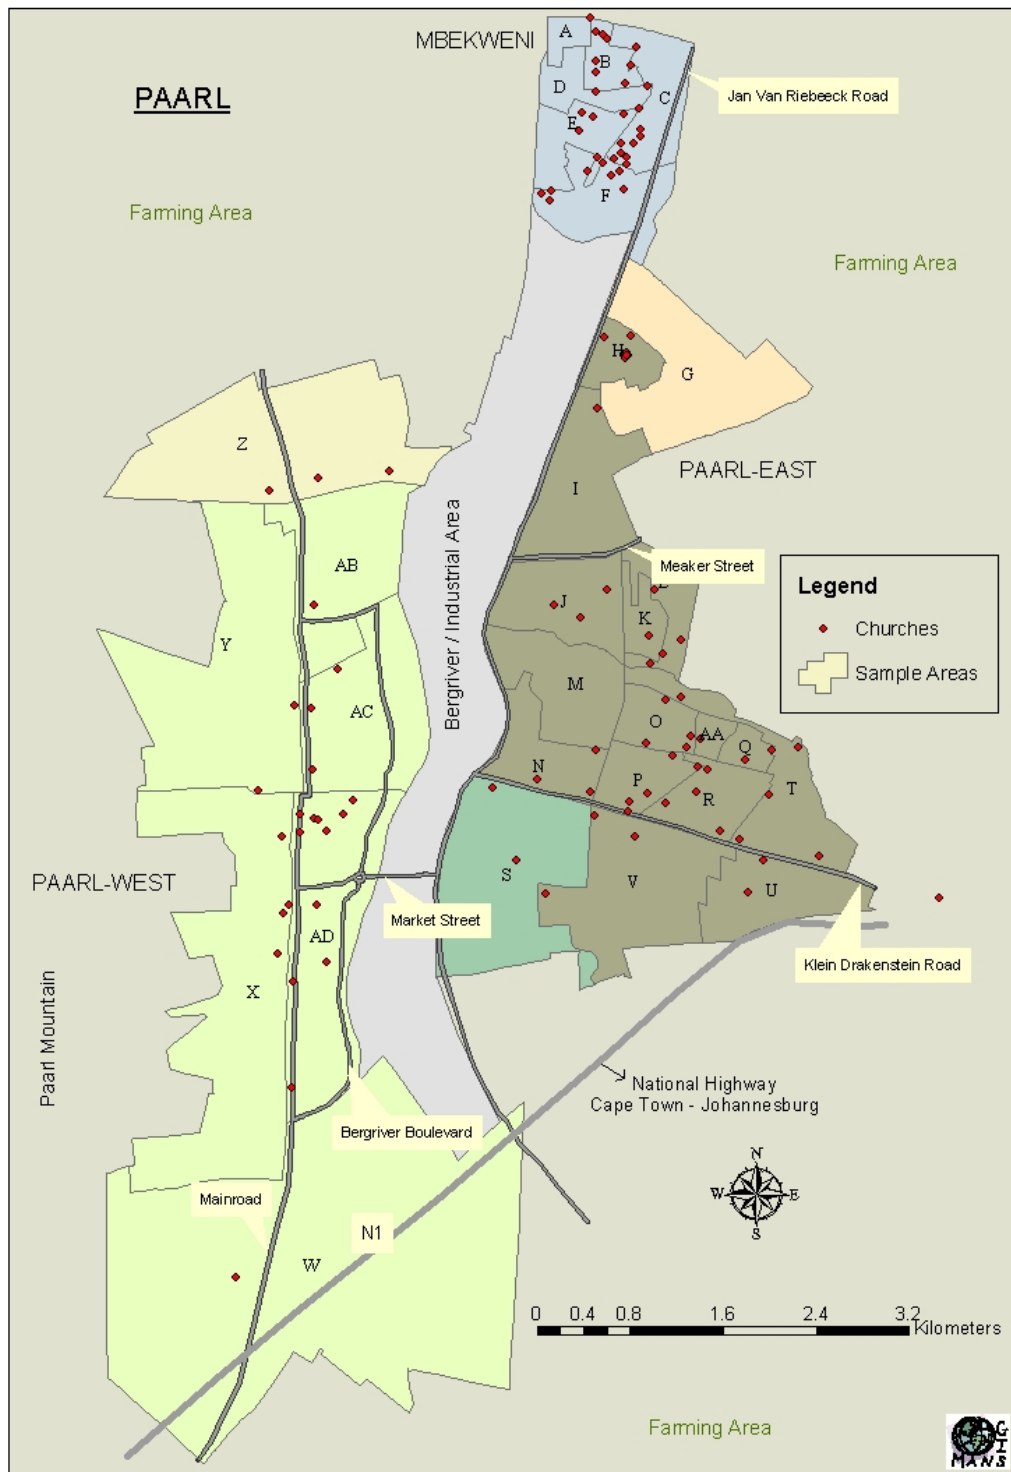 MBEKWENI
PAARL
A
B
C
D
E
F
Jan Van Riebeeck Road
Farming Area
Farming Area
H
G
Z
PAARL-EAST
I
Bergriver / Industrial Area
AB
Meaker Street
Legend
Churches
Sample Areas
J
K
Y
M
AC
O
AA
Q
N
P
R
T
PAARL-WEST
S
V
U
Market Street
AD
Klein Drakenstein Road
X
Paarl Mountain
National Highway
Cape Town - Johannesburg
Bergriver Boulevard
N
W
E
S
Mainroad
N1
W
0 0.4 0.8 1.6 2.4 3.2
Kilometers
Farming Area
GIS
MANS